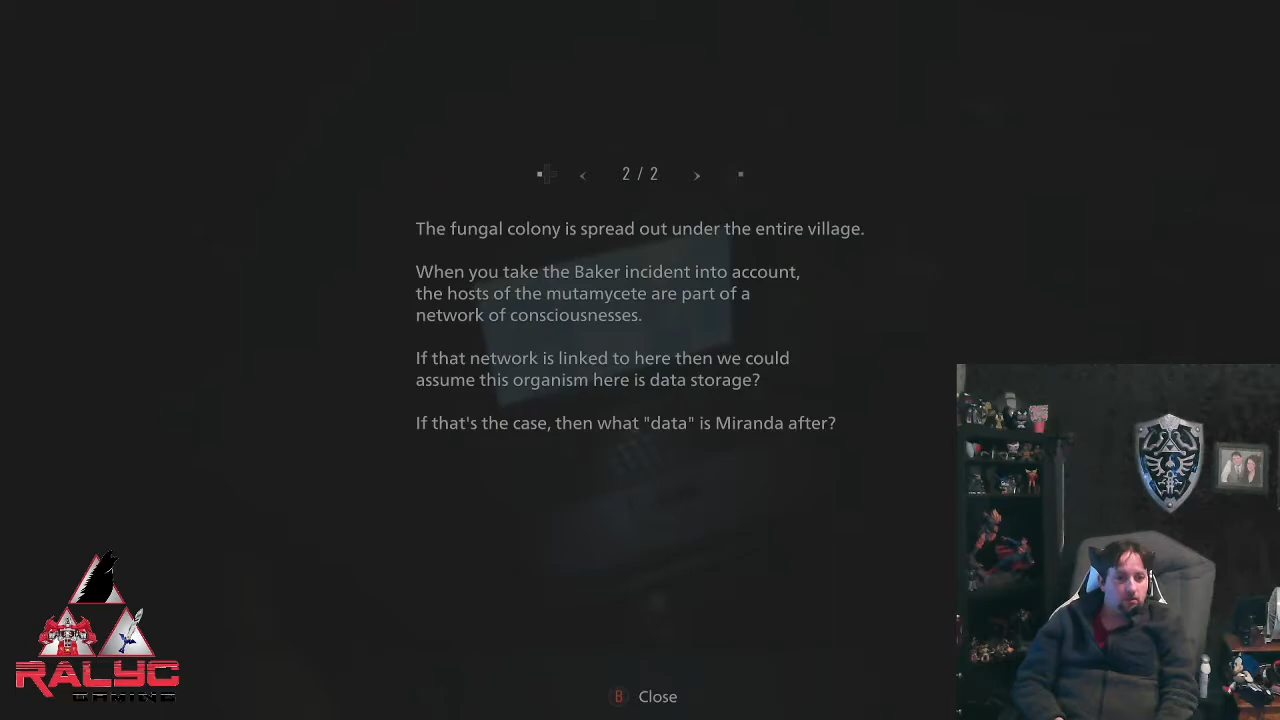 2 / 2
The fungal colony is spread out under the entire village.
When you take the Baker incident into account,
the hosts of the mutamycete are part of a
network of consciousnesses.
If that network is linked to here then we could
assume this organism here is data storage?
If that's the case, then what "data" is Miranda after?
RALYC
GAMING
B Close